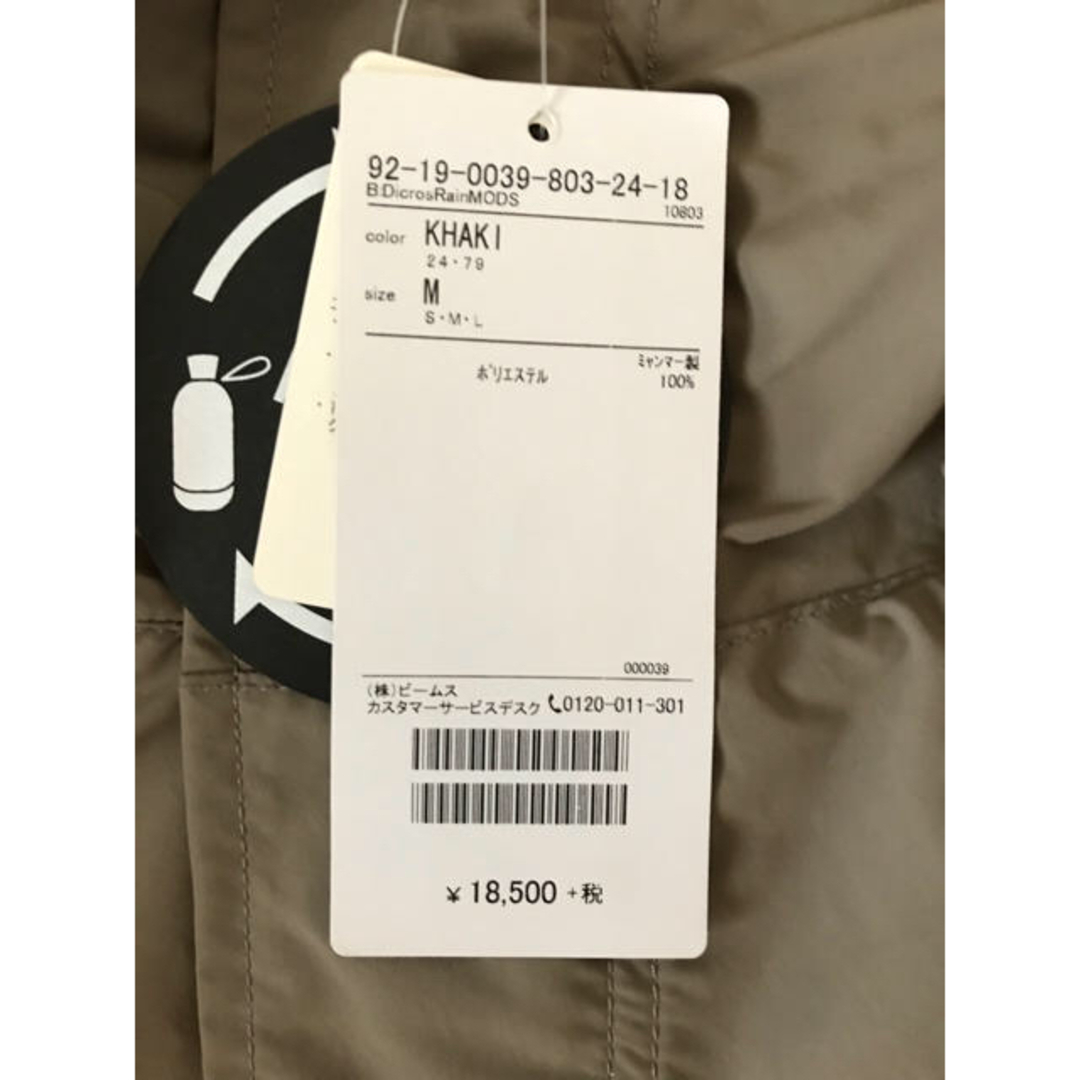 92-19-0039-803-24-18
B:DicrosRainMODS 10803
color KHAKI
24・79
size M
S・M・L
ミャンマー製
ポリエステル 100%
000039
(株)ビームス
カスタマーサービスデスク 0120-011-301
¥ 18,500 +税